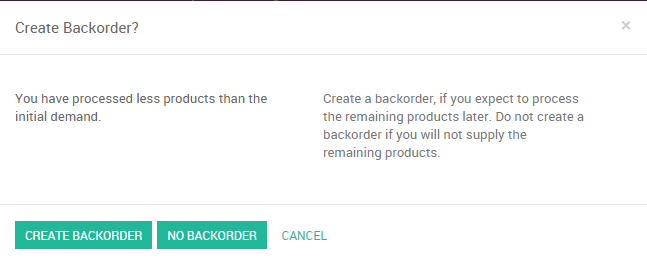 Create Backorder?
×
You have processed less products than the
initial demand.
Create a backorder, if you expect to process
the remaining products later. Do not create a
backorder if you will not supply the
remaining products.
CREATE BACKORDER
NO BACKORDER
CANCEL